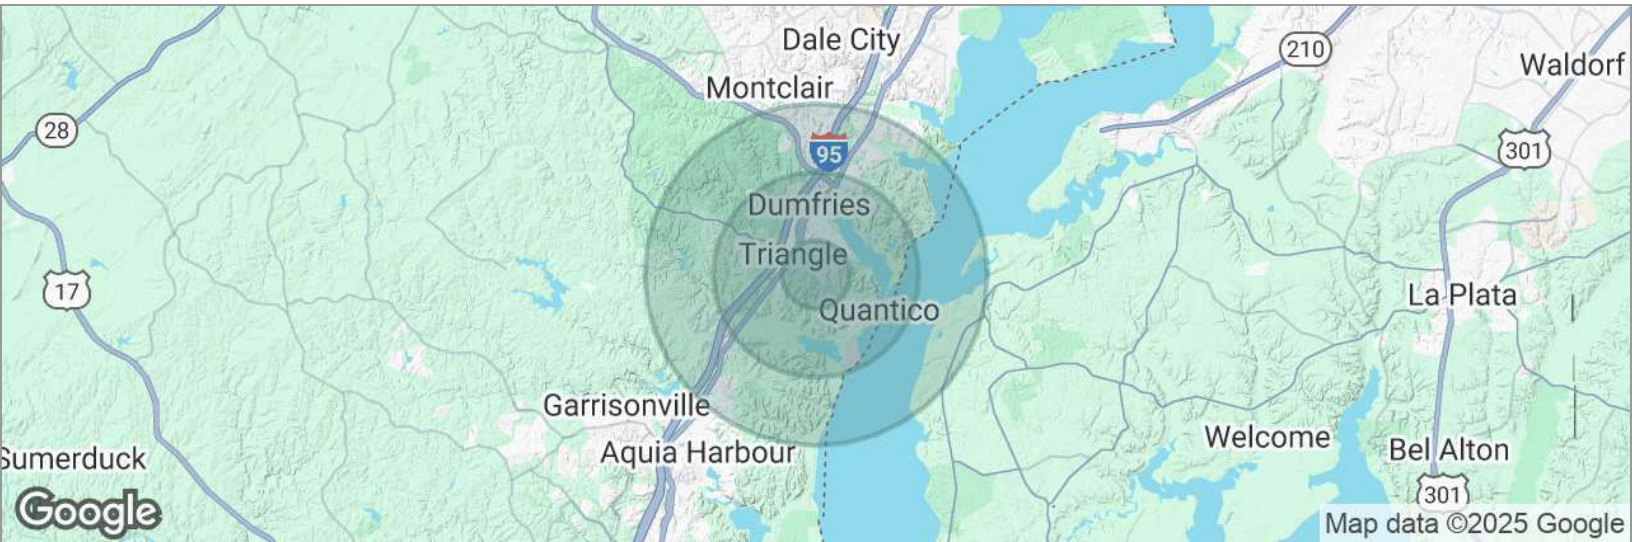 Dale City
210
Waldorf
Montclair
28
95
301
Dumfries
Triangle
17
La Plata
Quantico
Garrisonville
Welcome
Aquia Harbour
Bel Alton
Sumerduck
301
Google
Map data ©2025 Google